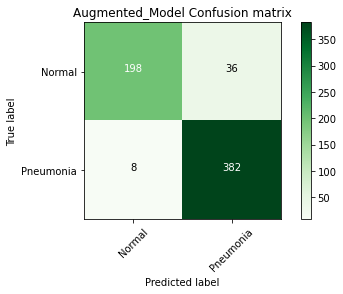 Augmented_Model Confusion matrix
True label
Normal
198
36
Pneumonia
8
382
Normal
Pneumonia
Predicted label
350
300
250
200
150
100
50